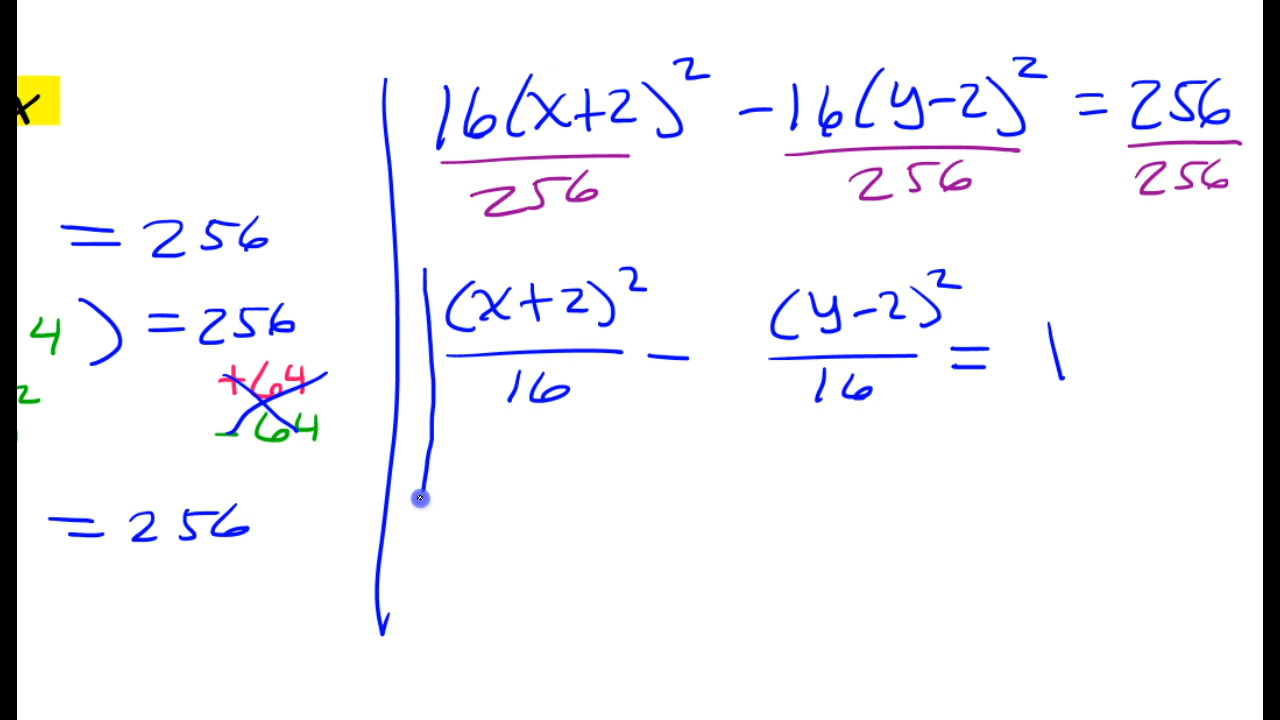 x
= 256
4 ) = 256
2 +64
- 64
= 256
16(x+2)² - 16(y-2)² = 256
256 256 256
(x+2)² - (y-2)² = 1
16 16